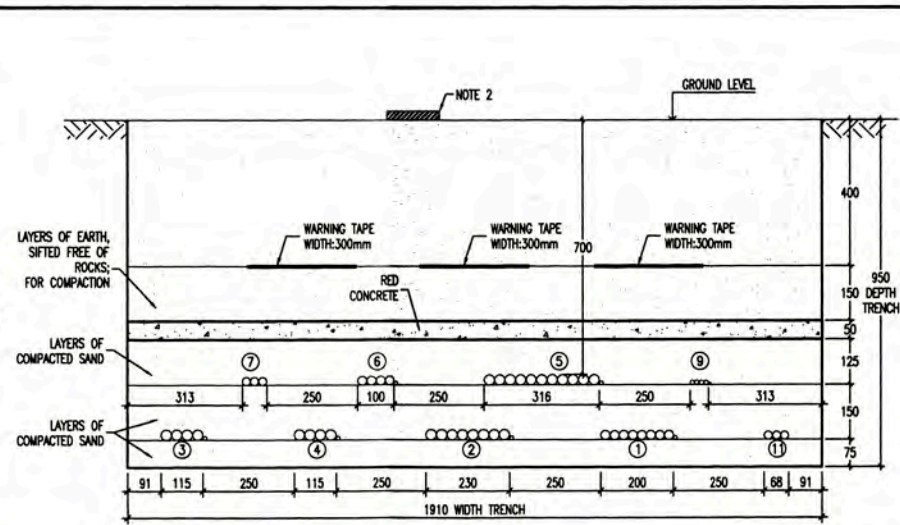 NOTE 2
GROUND LEVEL
400
WARNING TAPE
WIDTH:300mm
WARNING TAPE
WIDTH:300mm
700
WARNING TAPE
WIDTH:300mm
LAYERS OF EARTH,
SIFTED FREE OF
ROCKS;
FOR COMPACTION
RED
CONCRETE
150
950
DEPTH
TRENCH
50
LAYERS OF
COMPACTED SAND
7
6
5
9
125
313
250
100
250
316
250
313
150
LAYERS OF
COMPACTED SAND
3
4
2
1
11
75
91
115
250
115
250
230
250
200
250
68
91
1910 WIDTH TRENCH